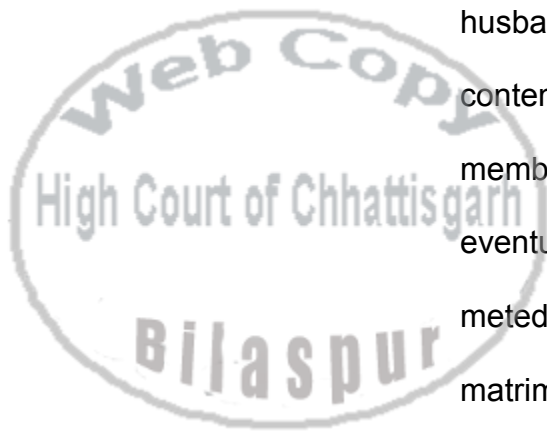 husba
Web Copy
conten
memb
High Court of Chhattisgarh
eventu
meted
Bilaspur
matrim